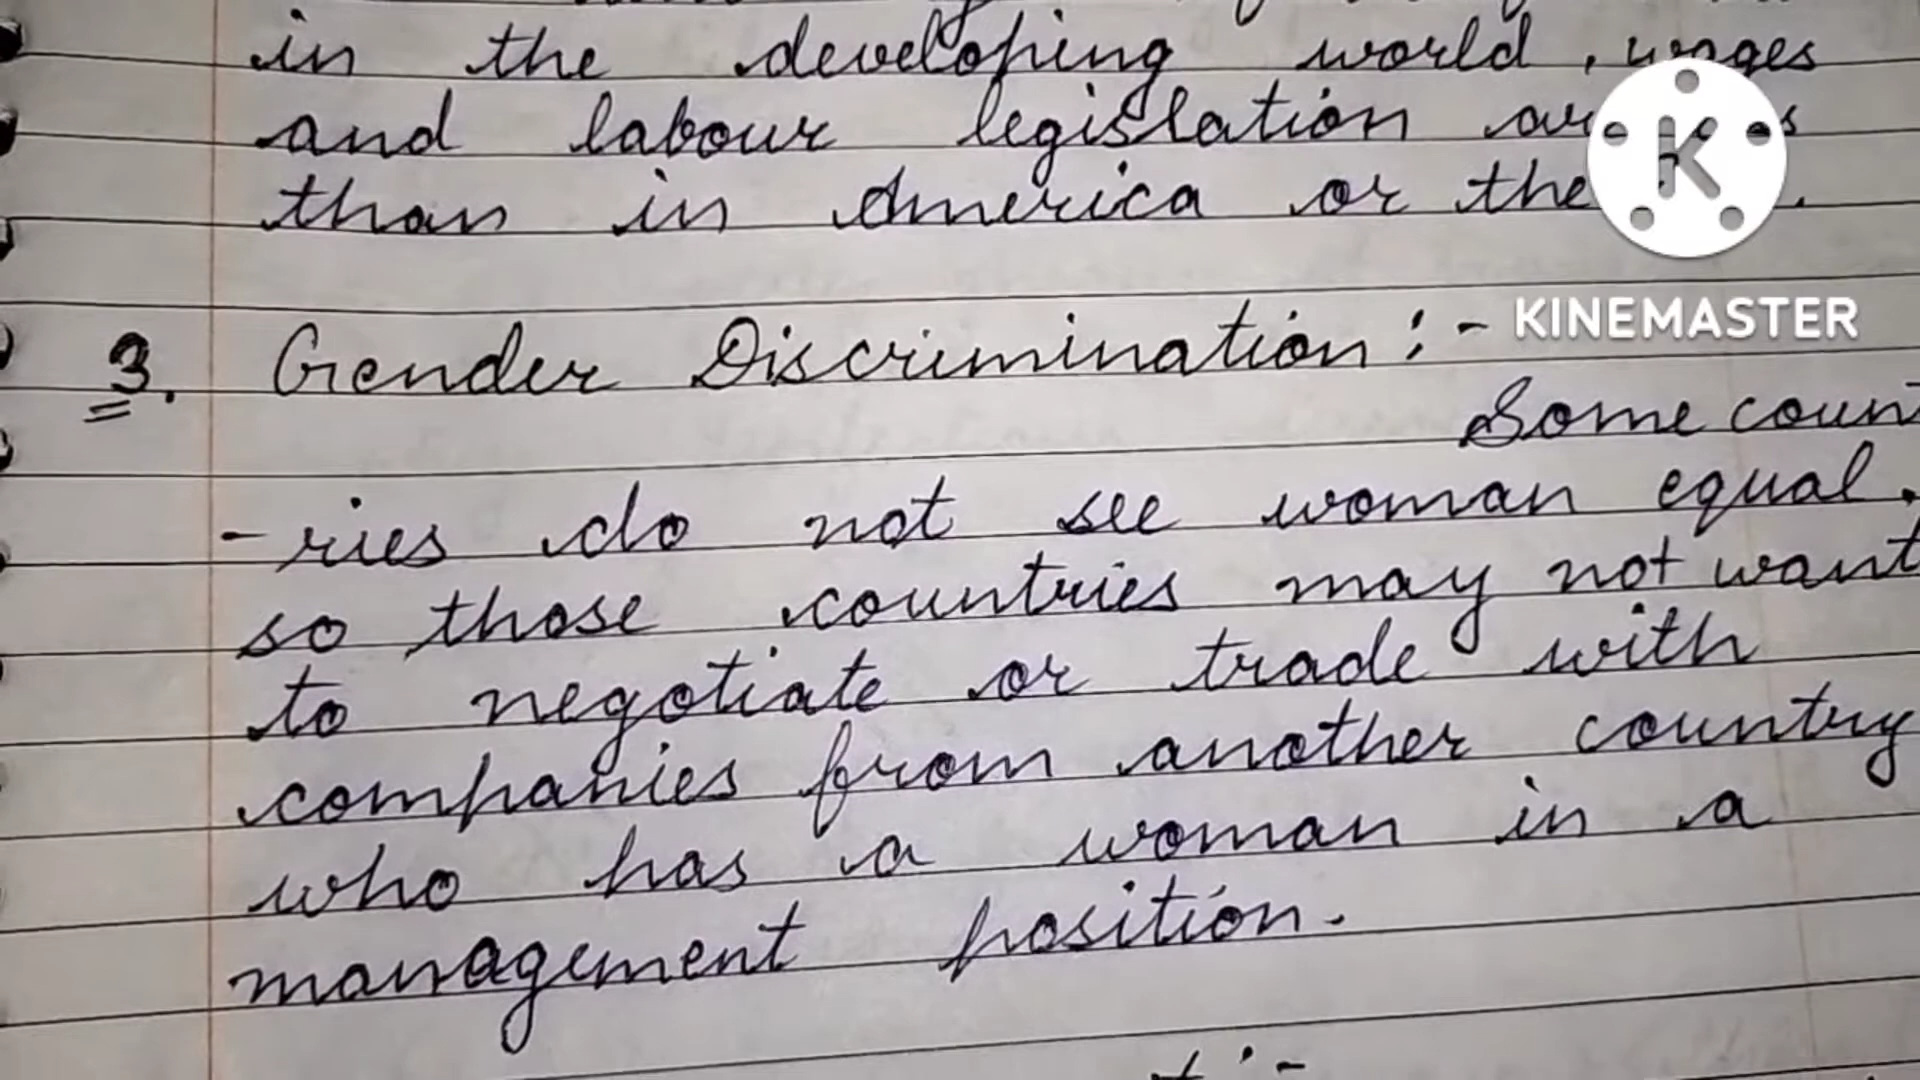 in the developing world, wages
and labour legislation
than in America or the
3. Gender Discrimination :-
KINEMASTER
Some count
-ries do not see woman equal.
so those countries may not want
to negotiate or trade with
companies from another country
who has a woman in a
management position.